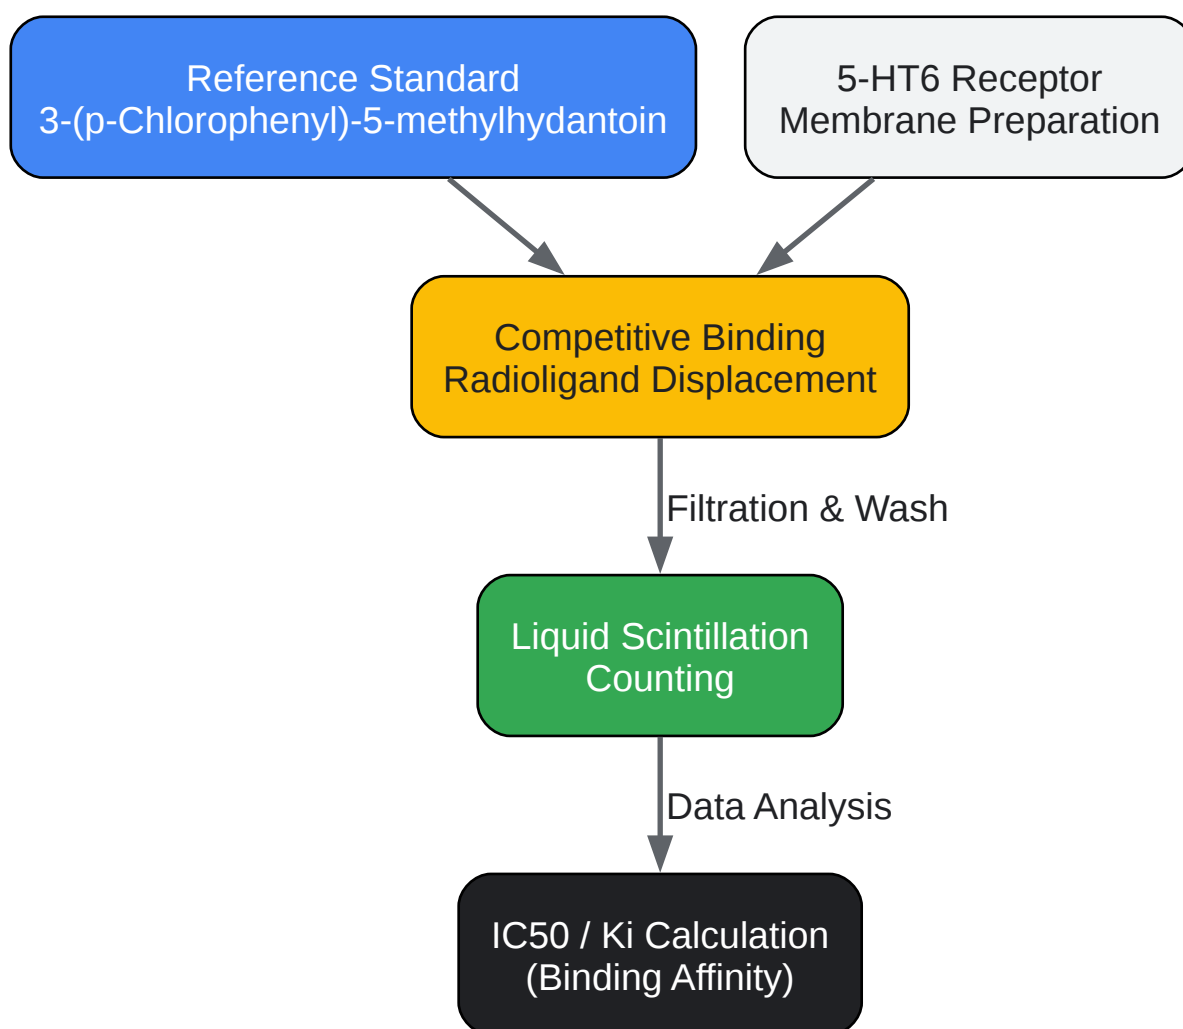 Reference Standard
3-(p-Chlorophenyl)-5-methylhydantoin
5-HT6 Receptor
Membrane Preparation
Competitive Binding
Radioligand Displacement
Filtration & Wash
Liquid Scintillation
Counting
Data Analysis
IC50 / Ki Calculation
(Binding Affinity)